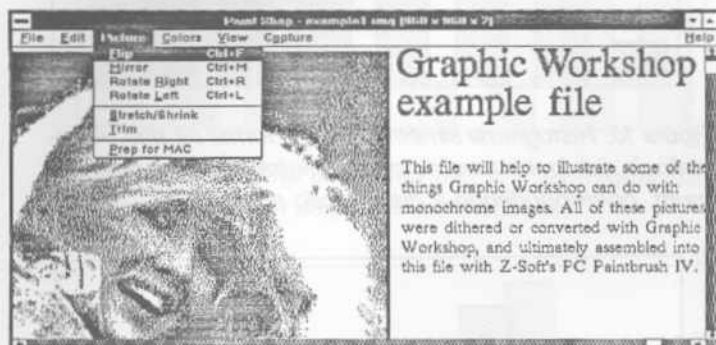 Paint Shop - example1.img [960 x 960 x 2]
File Edit Picture Colors View Capture Help
Flip Ctrl+F
Mirror Ctrl+M
Rotate Right Ctrl+R
Rotate Left Ctrl+L
Stretch/Shrink
Trim
Prep for MAC
Graphic Workshop
example file
This file will help to illustrate some of the
things Graphic Workshop can do with
monochrome images. All of these pictures
were dithered or converted with Graphic
Workshop, and ultimately assembled into
this file with Z-Soft's PC Paintbrush IV.